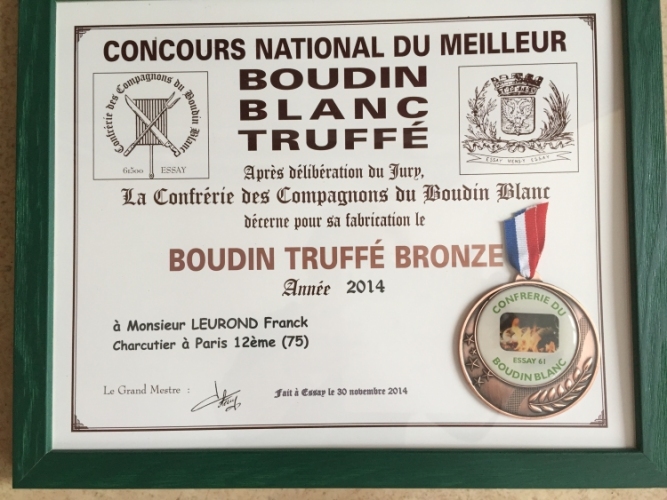 CONCOURS NATIONAL DU MEILLEUR
BOUDIN
BLANC
TRUFFÉ
Confrérie des Compagnons du Boudin Blanc
61500 ESSAY
Après délibération du Jury,
La Confrérie des Compagnons du Boudin Blanc
décerne pour sa fabrication le
BOUDIN TRUFFÉ BRONZE
Année 2014
à Monsieur LEUROND Franck
Charcutier à Paris 12ème (75)
Le Grand Mestre :
Fait à Essay le 30 novembre 2014
CONFRERIE DU
ESSAY 61
BOUDIN BLANC